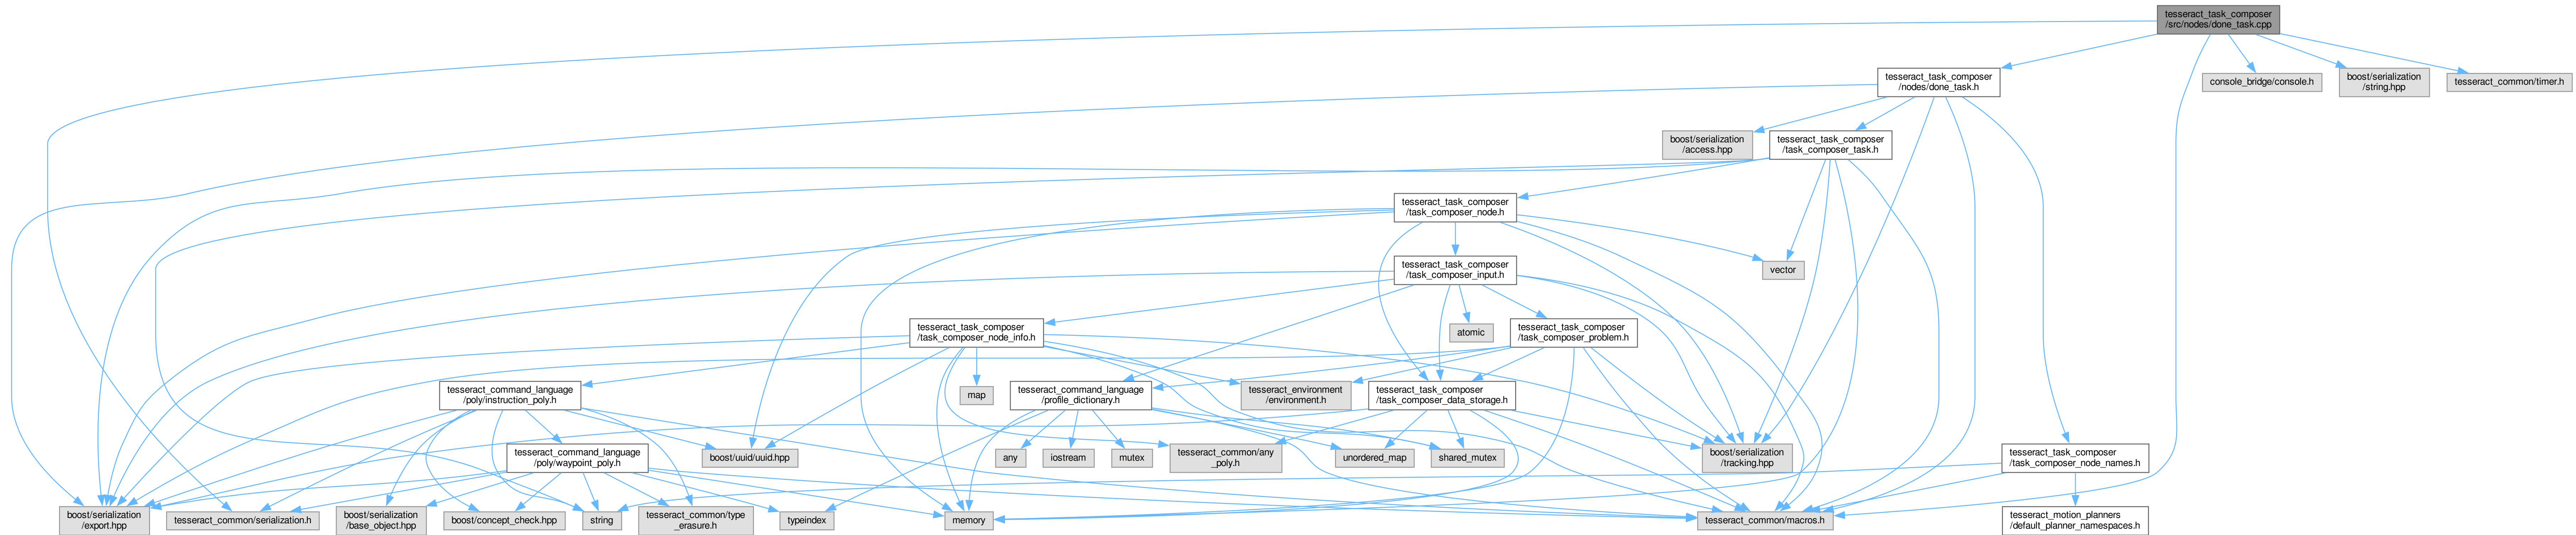 tesseract_task_composer
/src/nodes/done_task.cpp
tesseract_task_composer
/nodes/done_task.h
console_bridge/console.h
boost/serialization
/string.hpp
tesseract_common/timer.h
boost/serialization
/access.hpp
tesseract_task_composer
/task_composer_task.h
tesseract_task_composer
/task_composer_node.h
tesseract_task_composer
/task_composer_input.h
vector
tesseract_task_composer
/task_composer_node_info.h
atomic
tesseract_task_composer
/task_composer_problem.h
tesseract_command_language
/poly/instruction_poly.h
map
tesseract_command_language
/profile_dictionary.h
tesseract_environment
/environment.h
tesseract_task_composer
/task_composer_data_storage.h
tesseract_command_language
/poly/waypoint_poly.h
boost/uuid/uuid.hpp
any
iostream
mutex
tesseract_common/any
_poly.h
unordered_map
shared_mutex
boost/serialization
/tracking.hpp
tesseract_task_composer
/task_composer_node_names.h
boost/serialization
/export.hpp
tesseract_common/serialization.h
boost/serialization
/base_object.hpp
boost/concept_check.hpp
string
tesseract_common/type
_erasure.h
typeindex
memory
tesseract_common/macros.h
tesseract_motion_planners
/default_planner_namespaces.h